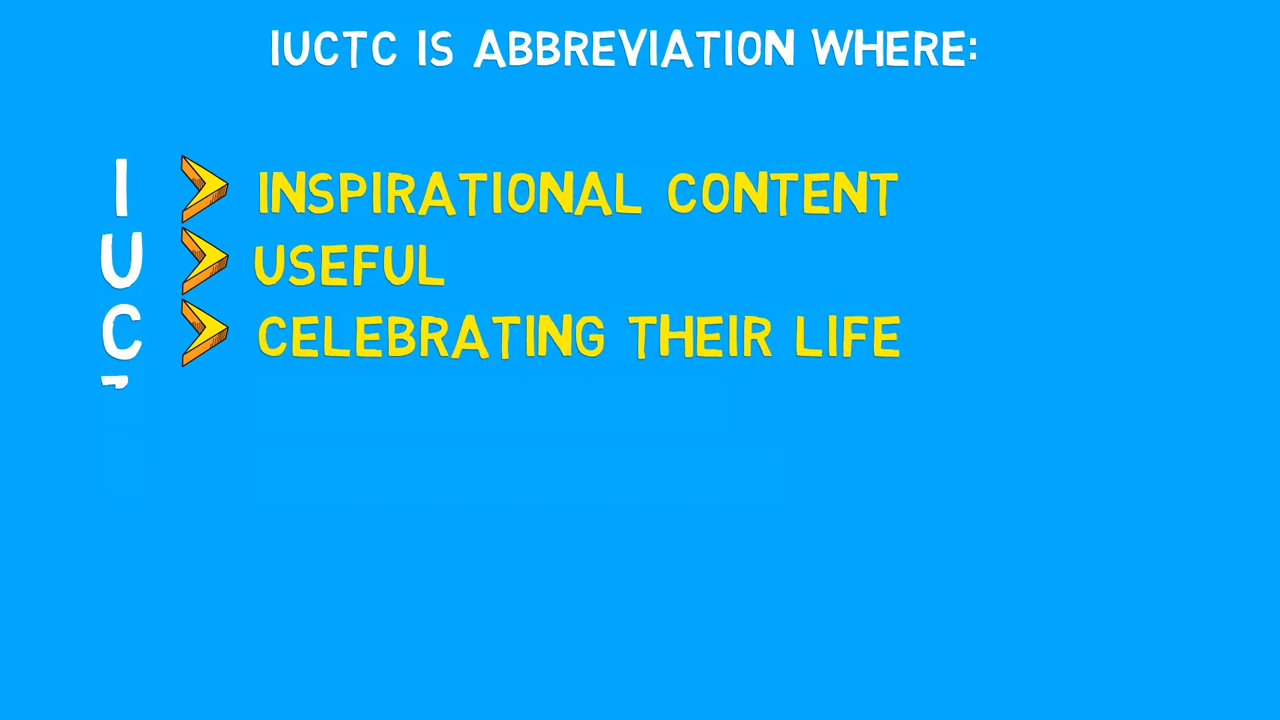 IUCTC IS ABBREVIATION WHERE:
I INSPIRATIONAL CONTENT
U USEFUL
C CELEBRATING THEIR LIFE